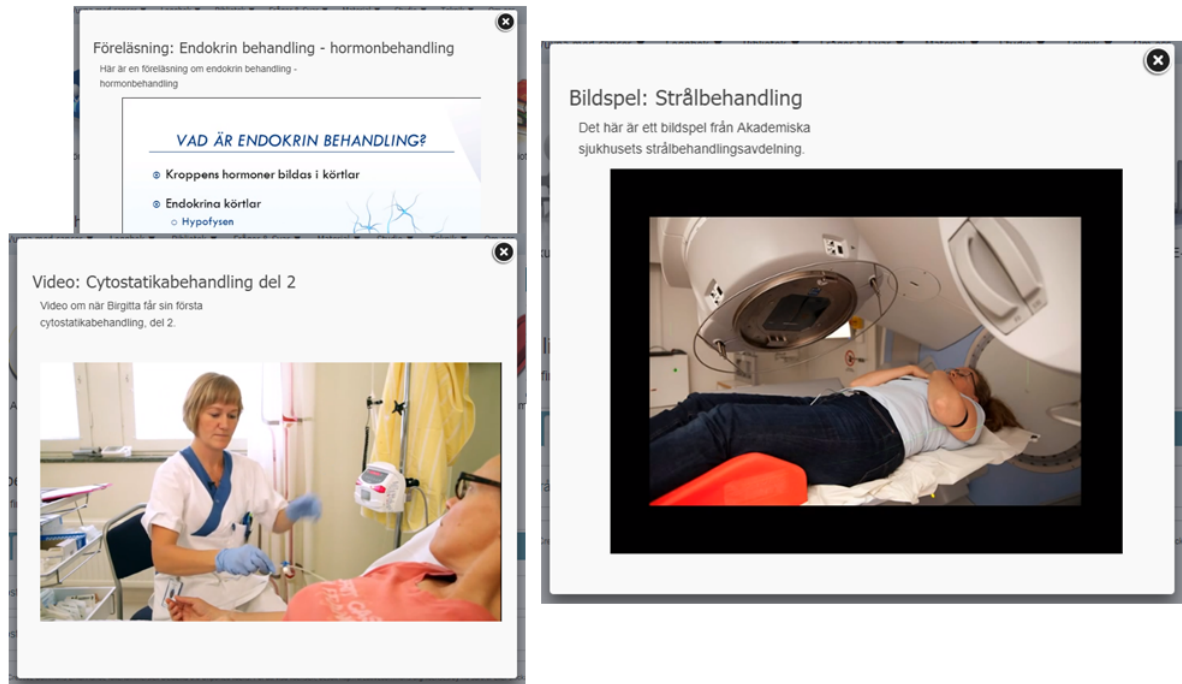 Föreläsning: Endokrin behandling - hormonbehandling
Här är en föreläsning om endokrin behandling -
hormonbehandling
VAD ÄR ENDOKRIN BEHANDLING?
Kroppens hormoner bildas i körtlar
Endokrina körtlar
Hypofysen
Video: Cytostatikabehandling del 2
Video om när Birgitta får sin första
cytostatikabehandling, del 2.
Bildspel: Strålbehandling
Det här är ett bildspel från Akademiska
sjukhusets strålbehandlingsavdelning.